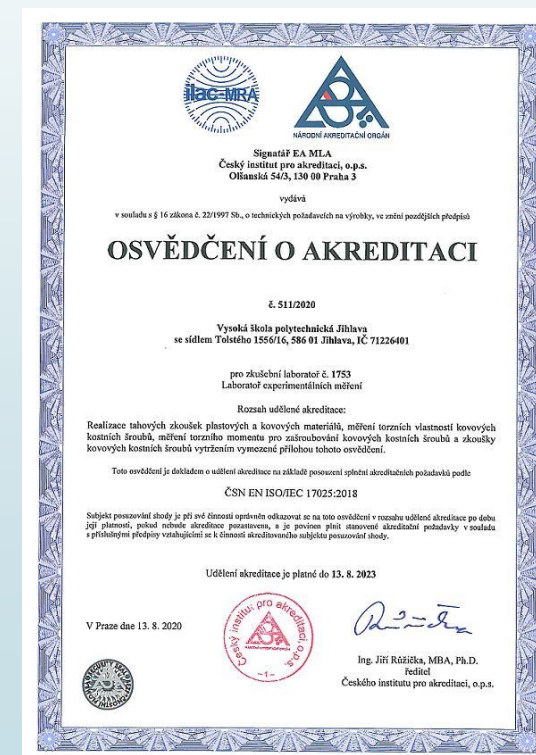 ilac-MRA
NÁRODNÍ AKREDITAČNÍ ORGÁN
Signatář EA MLA
Český institut pro akreditaci, o.p.s.
Olšanská 54/3, 130 00 Praha 3
vydává
v souladu s § 16 zákona č. 22/1997 Sb., o technických požadavcích na výrobky, ve znění pozdějších předpisů
OSVĚDČENÍ O AKREDITACI
č. 511/2020
Vysoká škola polytechnická Jihlava
se sídlem Tolstého 1556/16, 586 01 Jihlava, IČ 71226401
pro zkušební laboratoř č. 1753
Laboratoř experimentálních měření
Rozsah udělené akreditace:
Realizace tahových zkoušek plastových a kovových materiálů, měření torzních vlastností kovových
kostních šroubů, měření torzního momentu pro zašroubování kovových kostních šroubů a zkoušky
kovových kostních šroubů vytržením vymezené přílohou tohoto osvědčení.
Toto osvědčení je dokladem o udělení akreditace na základě posouzení splnění akreditačních požadavků podle
ČSN EN ISO/IEC 17025:2018
Subjekt posuzování shody je při své činnosti oprávněn odkazovat se na toto osvědčení v rozsahu udělené akreditace po dobu
její platnosti, pokud nebude akreditace pozastavena, a je povinen plnit stanovené akreditační požadavky v souladu
s příslušnými předpisy vztahujícími se k činnosti akreditovaného subjektu posuzování shody.
Udělení akreditace je platné do 13. 8. 2023
V Praze dne 13. 8. 2020
Český institut pro akreditaci, o.p.s.
-1-
Ing. Jiří Růžička, MBA, Ph.D.
ředitel
Českého institutu pro akreditaci, o.p.s.